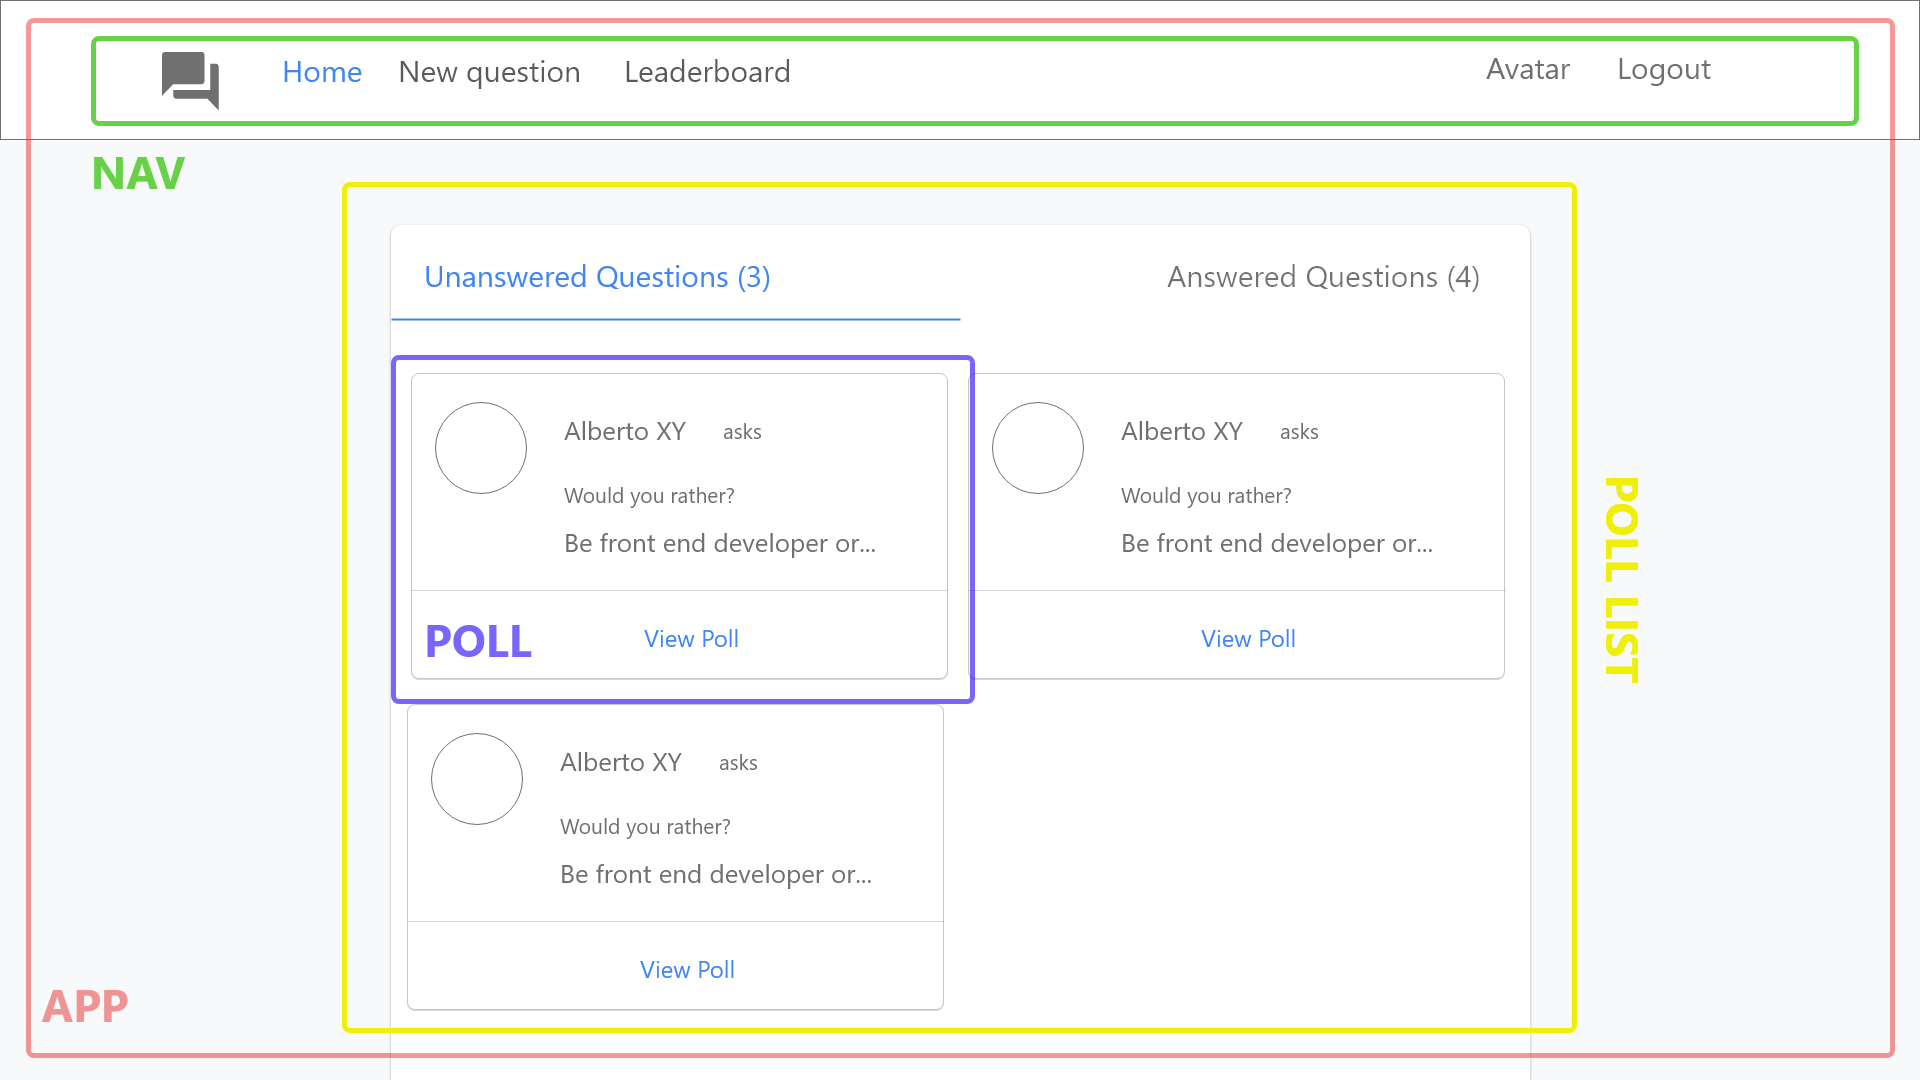 Home New question Leaderboard Avatar Logout
NAV
Unanswered Questions (3) Answered Questions (4)
Alberto XY asks
Would you rather?
Be front end developer or...
POLL View Poll
Alberto XY asks
Would you rather?
Be front end developer or...
View Poll
POLL LIST
Alberto XY asks
Would you rather?
Be front end developer or...
View Poll
APP